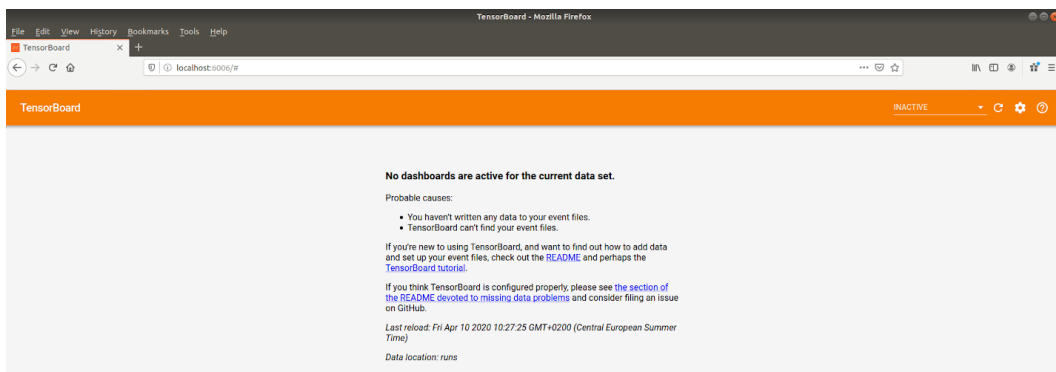 TensorBoard - Mozilla Firefox
File Edit View History Bookmarks Tools Help
TensorBoard
localhost:6006/#
TensorBoard
INACTIVE
No dashboards are active for the current data set.
Probable causes:
• You haven't written any data to your event files.
• TensorBoard can't find your event files.
If you're new to using TensorBoard, and want to find out how to add data
and set up your event files, check out the README and perhaps the
TensorBoard tutorial.
If you think TensorBoard is configured properly, please see the section of
the README devoted to missing data problems and consider filing an issue
on GitHub.
Last reload: Fri Apr 10 2020 10:27:25 GMT+0200 (Central European Summer
Time)
Data location: runs